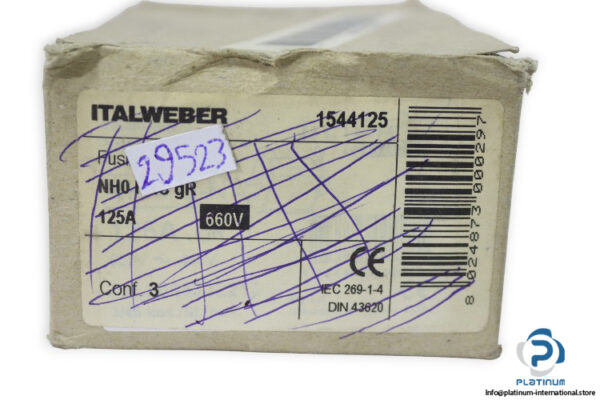 ITALWEBER 1544125
29523
NH0 gR
125A 660V
CE
Conf. 3
IEC 269-1-4
DIN 43620
8 024873 000297
PLATINUM
Info@platinum-international.store